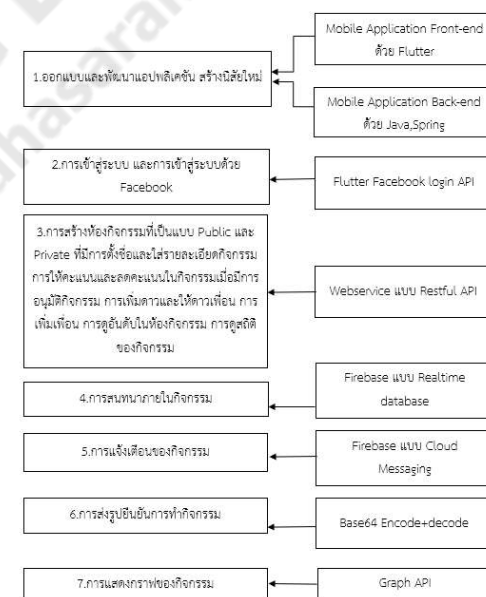 Mobile Application Front-end
ด้วย Flutter
1.ออกแบบและพัฒนาแอปพลิเคชัน สร้างนิสัยใหม่
Mobile Application Back-end
ด้วย Java,Spring
2.การเข้าสู่ระบบ และการเข้าสู่ระบบด้วย
Facebook
Flutter Facebook login API
3.การสร้างห้องกิจกรรมที่เป็นแบบ Public และ
Private ที่มีการตั้งชื่อและใส่รายละเอียดกิจกรรม
การให้คะแนนและลดคะแนนในกิจกรรมเมื่อมีการ
อนุมัติกิจกรรม การเพิ่มดาวและให้ดาวเพื่อน การ
เพิ่มเพื่อน การดูอันดับในห้องกิจกรรม การดูสถิติ
ของกิจกรรม
Webservice แบบ Restful API
4.การสนทนาภายในกิจกรรม
Firebase แบบ Realtime
database
5.การแจ้งเตือนของกิจกรรม
Firebase แบบ Cloud
Messaging
6.การส่งรูปยืนยันการทำกิจกรรม
Base64 Encode+decode
7.การแสดงกราฟของกิจกรรม
Graph API